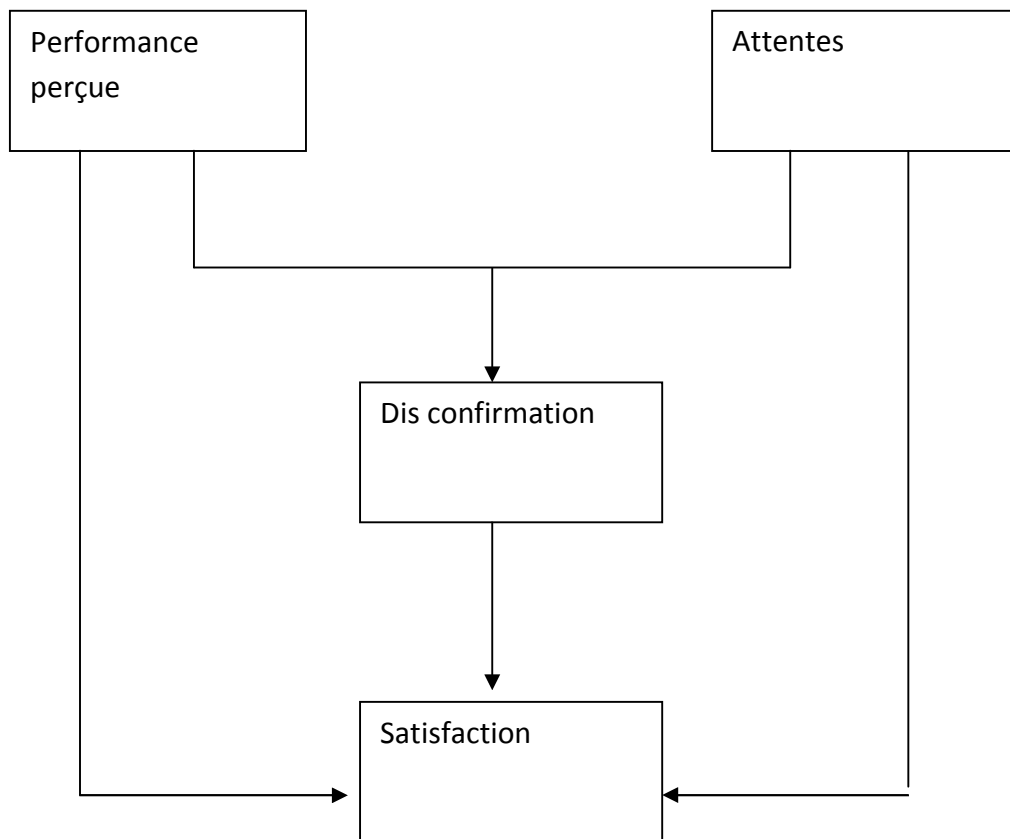 Performance
perçue
Attentes
Dis confirmation
Satisfaction